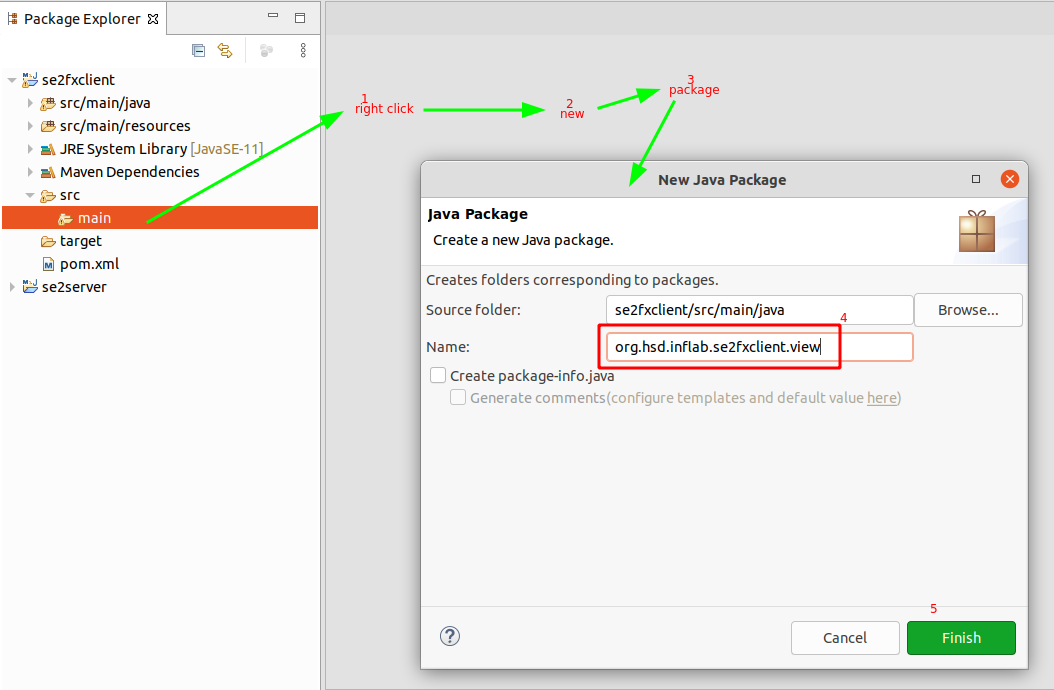 Package Explorer
se2fxclient
src/main/java
src/main/resources
JRE System Library [JavaSE-11]
Maven Dependencies
src
main
target
pom.xml
se2server
1
right click
2
new
3
package
New Java Package
Java Package
Create a new Java package.
Creates folders corresponding to packages.
Source folder:
se2fxclient/src/main/java
Browse...
4
Name:
org.hsd.inflab.se2fxclient.view
Create package-info.java
Generate comments(configure templates and default value here)
5
?
Cancel
Finish